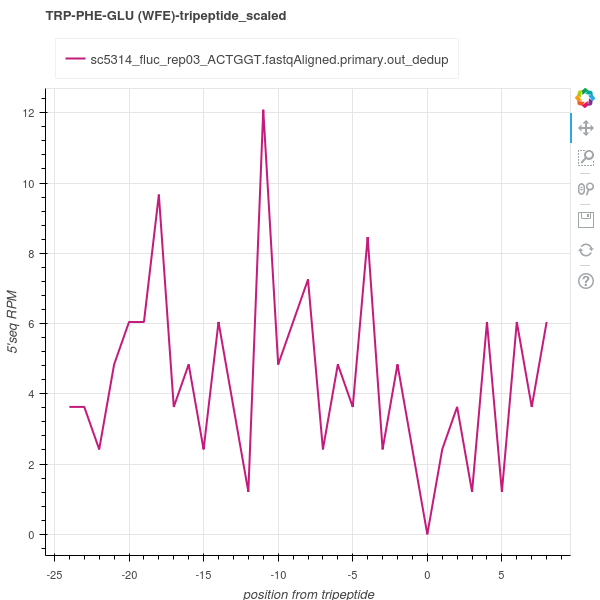 TRP-PHE-GLU (WFE)-tripeptide_scaled
sc5314_fluc_rep03_ACTGGT.fastqAligned.primary.out_dedup
12
10
8
6
4
2
0
5'seq RPM
-25 -20 -15 -10 -5 0 5
position from tripeptide